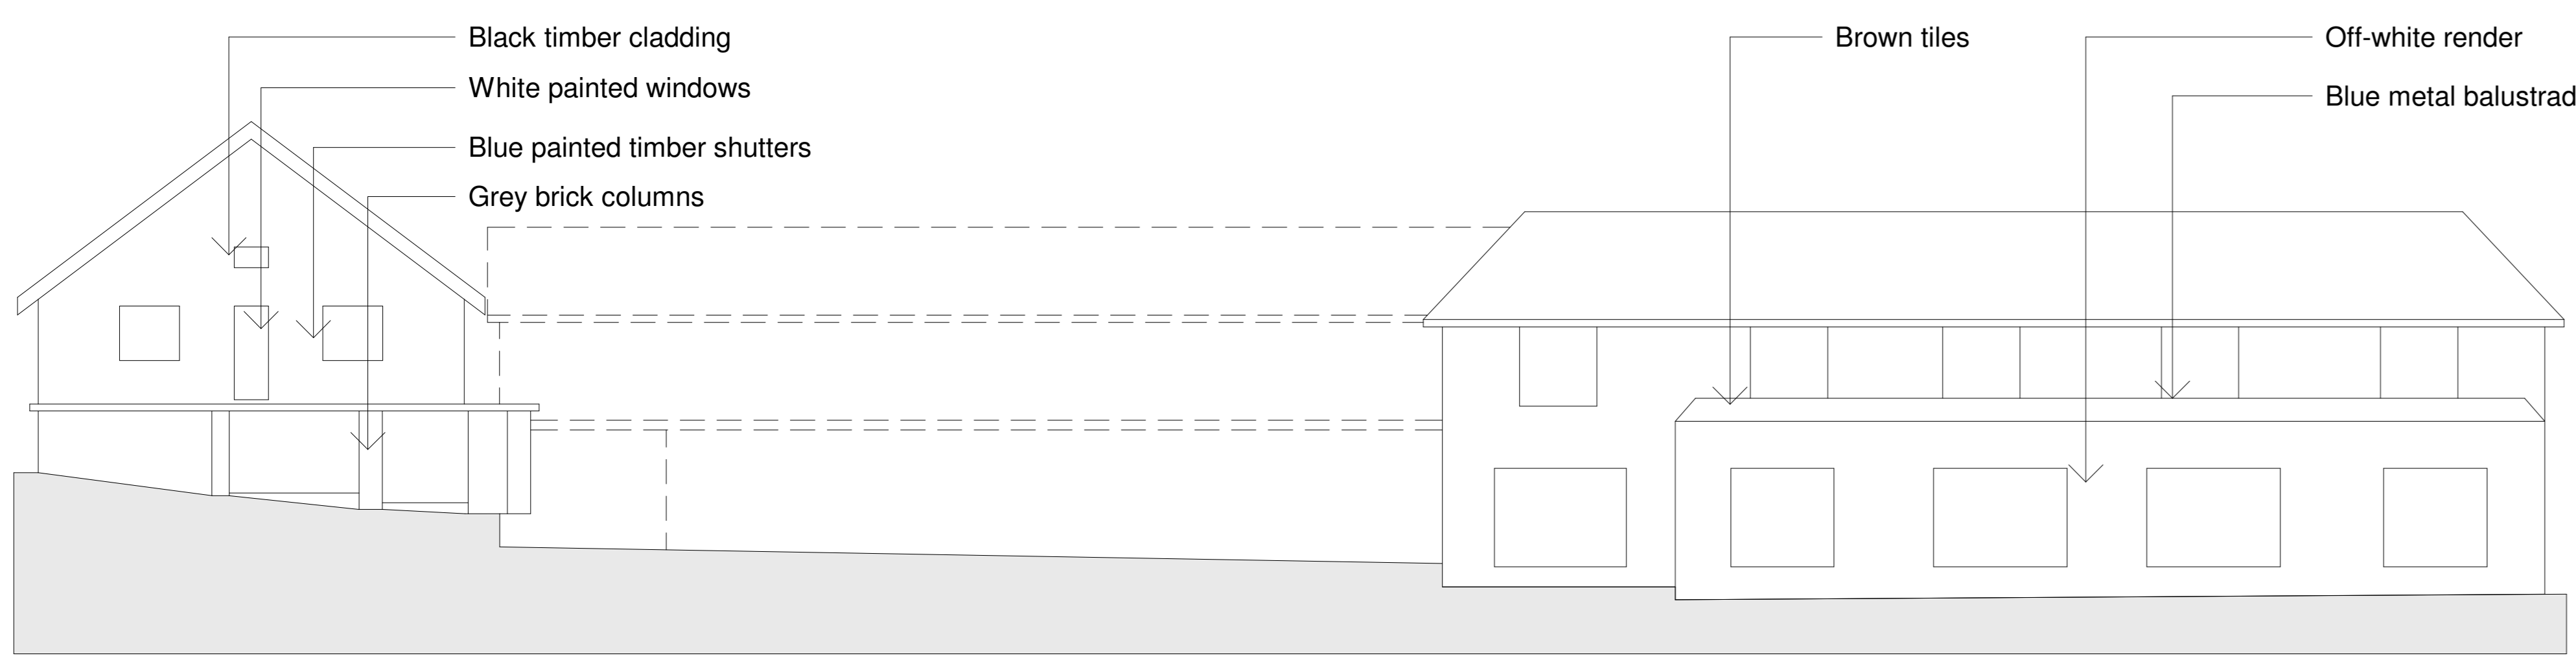 Black timber cladding
White painted windows
Blue painted timber shutters
Grey brick columns
Brown tiles
Off-white render
Blue metal balustrad